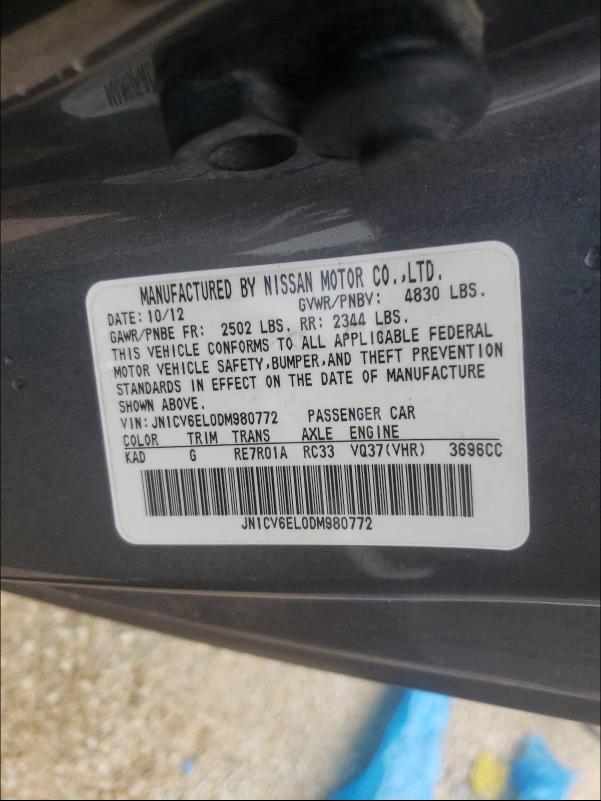 MANUFACTURED BY NISSAN MOTOR CO.,LTD.
DATE: 10/12 GVWR/PNBV: 4830 LBS.
GAWR/PNBE FR: 2502 LBS. RR: 2344 LBS.
THIS VEHICLE CONFORMS TO ALL APPLIGABLE FEDERAL
MOTOR VEHICLE SAFETY,BUMPER,AND THEFT PREVENTION
STANDARDS IN EFFECT ON THE DATE OF MANUFACTURE
SHOWN ABOVE.
VIN: JN1CV6EL0DM980772 PASSENGER CAR
COLOR TRIM TRANS AXLE ENGINE
KAD G RE7R01A RC33 VQ37(VHR) 3696CC
JN1CV6EL0DM980772